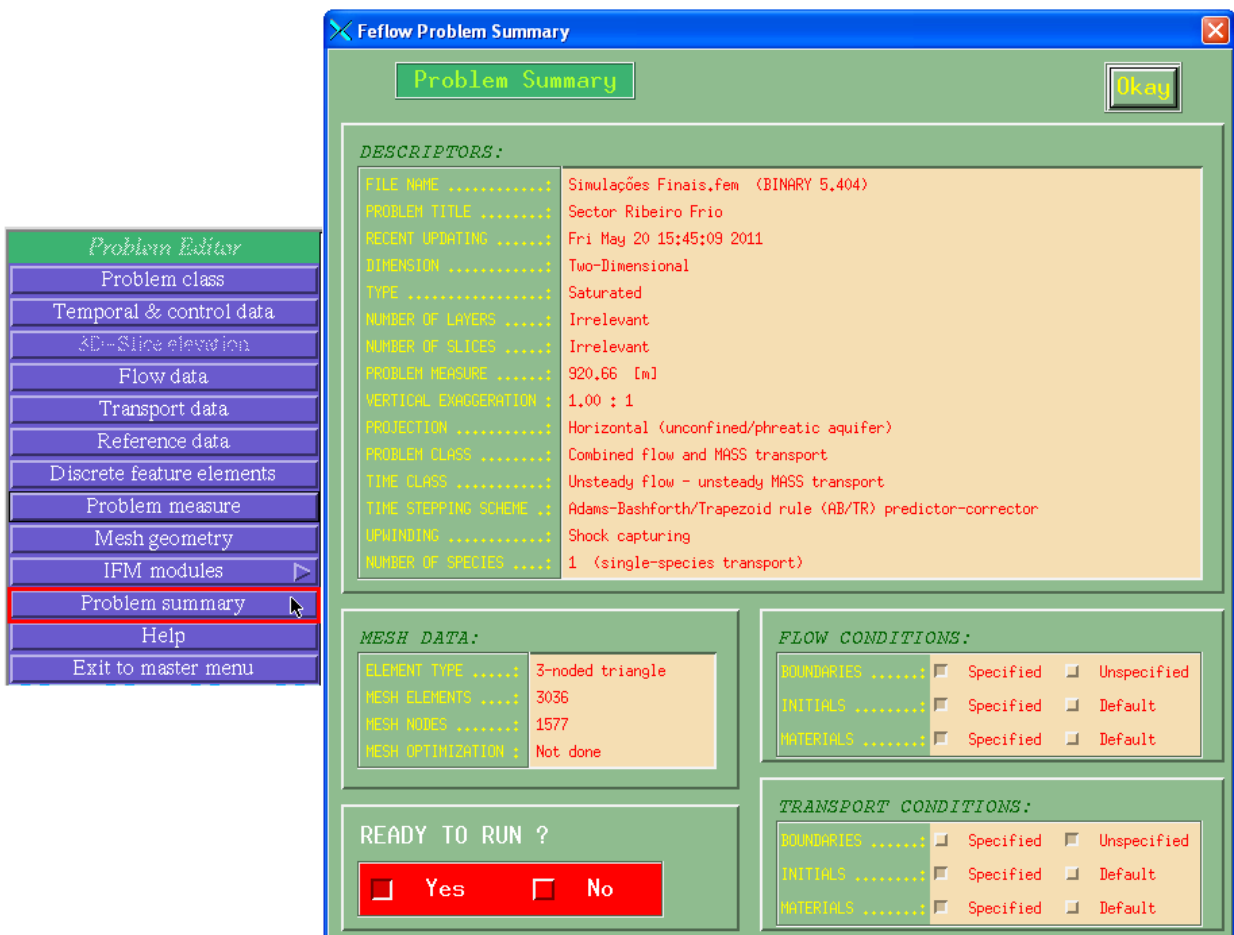 Feflow Problem Summary
Problem Summary
Okay
DESCRIPTORS:
FILE NAME ............: Simulações Finais.fem (BINARY 5.404)
PROBLEM TITLE ........: Sector Ribeiro Frio
RECENT UPDATING ......: Fri May 20 15:45:09 2011
DIMENSION ............: Two-Dimensional
TYPE .................: Saturated
NUMBER OF LAYERS .....: Irrelevant
NUMBER OF SLICES .....: Irrelevant
PROBLEM MEASURE ......: 920.66 [m]
VERTICAL EXAGGERATION : 1.00 : 1
PROJECTION ...........: Horizontal (unconfined/phreatic aquifer)
PROBLEM CLASS ........: Combined flow and MASS transport
TIME CLASS ...........: Unsteady flow - unsteady MASS transport
TIME STEPPING SCHEME .: Adams-Bashforth/Trapezoid rule (AB/TR) predictor-corrector
UPWINDING ............: Shock capturing
NUMBER OF SPECIES ....: 1 (single-species transport)
Problem Editor
Problem class
Temporal & control data
3D-Slice elevation
Flow data
Transport data
Reference data
Discrete feature elements
Problem measure
Mesh geometry
IFM modules
Problem summary
Help
Exit to master menu
MESH DATA:
ELEMENT TYPE .....: 3-noded triangle
MESH ELEMENTS ....: 3036
MESH NODES .......: 1577
MESH OPTIMIZATION : Not done
FLOW CONDITIONS:
BOUNDARIES ......: Specified Unspecified
INITIALS ........: Specified Default
MATERIALS .......: Specified Default
READY TO RUN ?
Yes No
TRANSPORT CONDITIONS:
BOUNDARIES ......: Specified Unspecified
INITIALS ........: Specified Default
MATERIALS .......: Specified Default